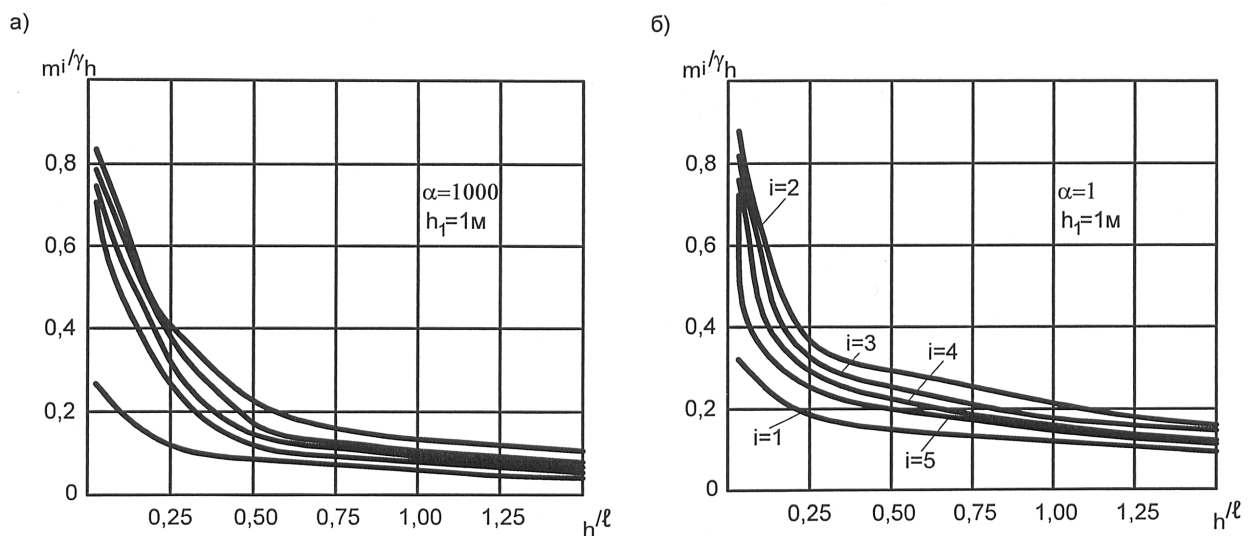 а)
mi/γh
0,8
0,6
0,4
0,2
0
α=1000
h1=1м
0,25
0,50
0,75
1,00
1,25
h/ℓ
б)
mi/γh
0,8
0,6
0,4
0,2
0
i=2
α=1
h1=1м
i=3
i=4
i=1
i=5
0,25
0,50
0,75
1,00
1,25
h/ℓ